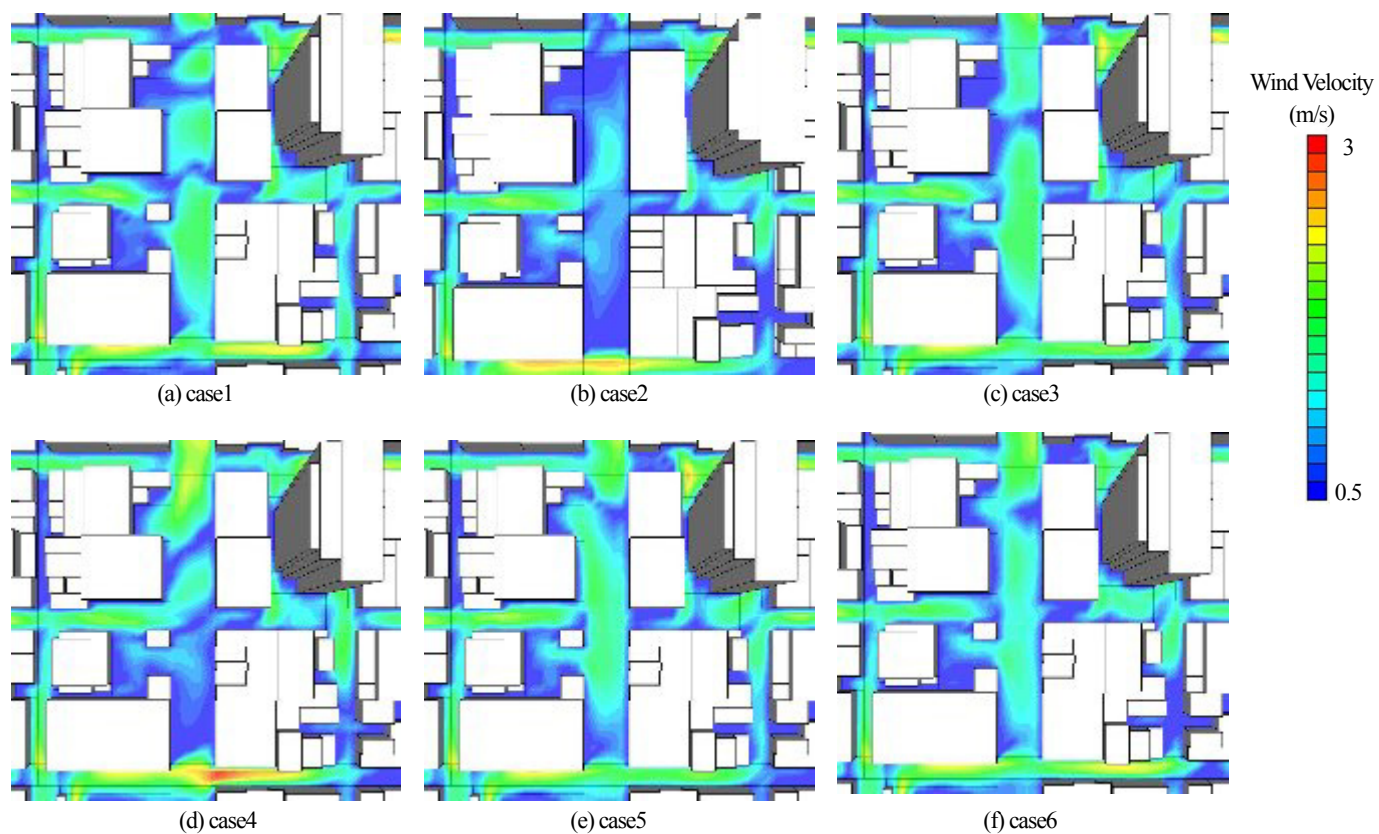 Wind Velocity
(m/s)
3
0.5
(a) case1
(b) case2
(c) case3
(d) case4
(e) case5
(f) case6